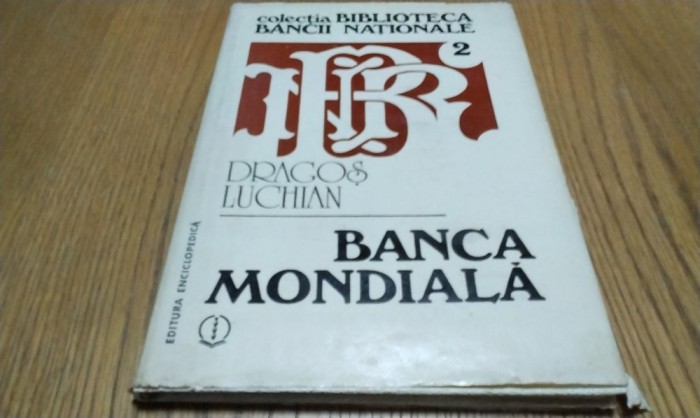 colecția BIBLIOTECA
BĂNCII NAȚIONALE
2
DRAGOȘ
LUCHIAN
BANCA
MONDIALĂ
EDITURA ENCICLOPEDICĂ